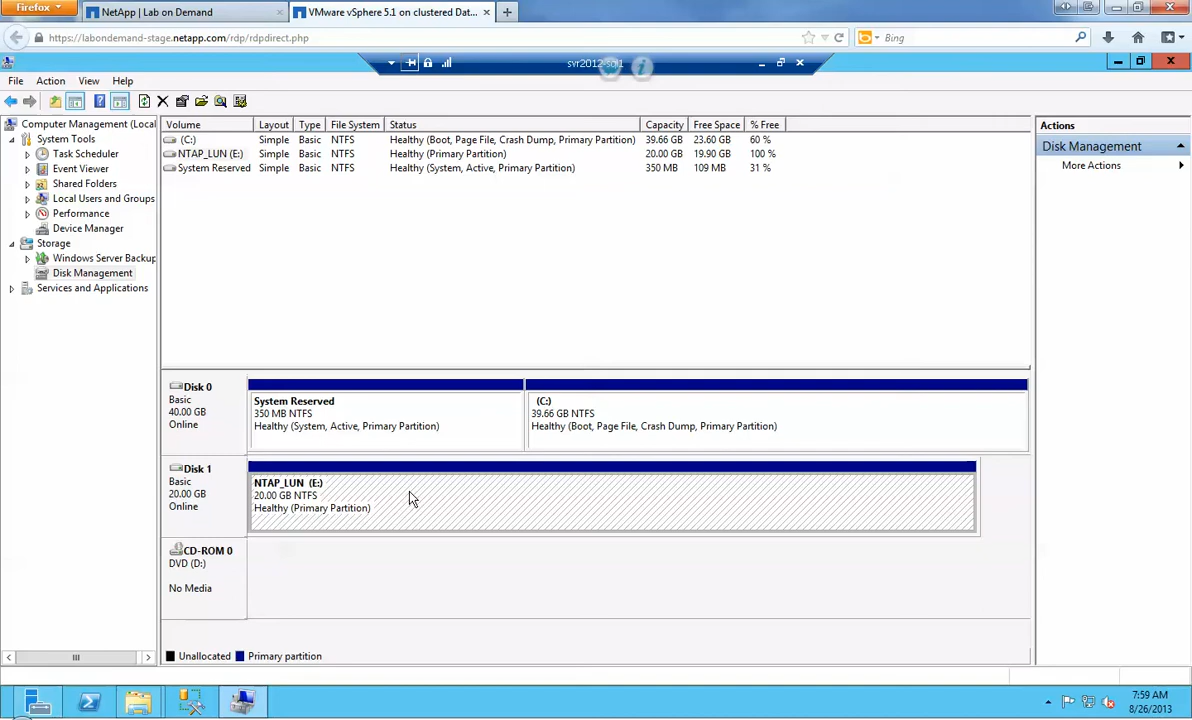 Firefox
NetApp | Lab on Demand
VMware vSphere 5.1 on clustered Dat...
https://labondemand-stage.netapp.com/rdp/rdpdirect.php
Bing
svr2012-sql1
File Action View Help
Computer Management (Local
System Tools
Task Scheduler
Event Viewer
Shared Folders
Local Users and Groups
Performance
Device Manager
Storage
Windows Server Backup
Disk Management
Services and Applications
Volume Layout Type File System Status Capacity Free Space % Free
(C:) Simple Basic NTFS Healthy (Boot, Page File, Crash Dump, Primary Partition) 39.66 GB 23.60 GB 60 %
NTAP_LUN (E:) Simple Basic NTFS Healthy (Primary Partition) 20.00 GB 19.90 GB 100 %
System Reserved Simple Basic NTFS Healthy (System, Active, Primary Partition) 350 MB 109 MB 31 %
Disk 0
Basic
40.00 GB
Online
System Reserved
350 MB NTFS
Healthy (System, Active, Primary Partition)
(C:)
39.66 GB NTFS
Healthy (Boot, Page File, Crash Dump, Primary Partition)
Disk 1
Basic
20.00 GB
Online
NTAP_LUN (E:)
20.00 GB NTFS
Healthy (Primary Partition)
CD-ROM 0
DVD (D:)
No Media
Unallocated Primary partition
Actions
Disk Management
More Actions
7:59 AM
8/26/2013